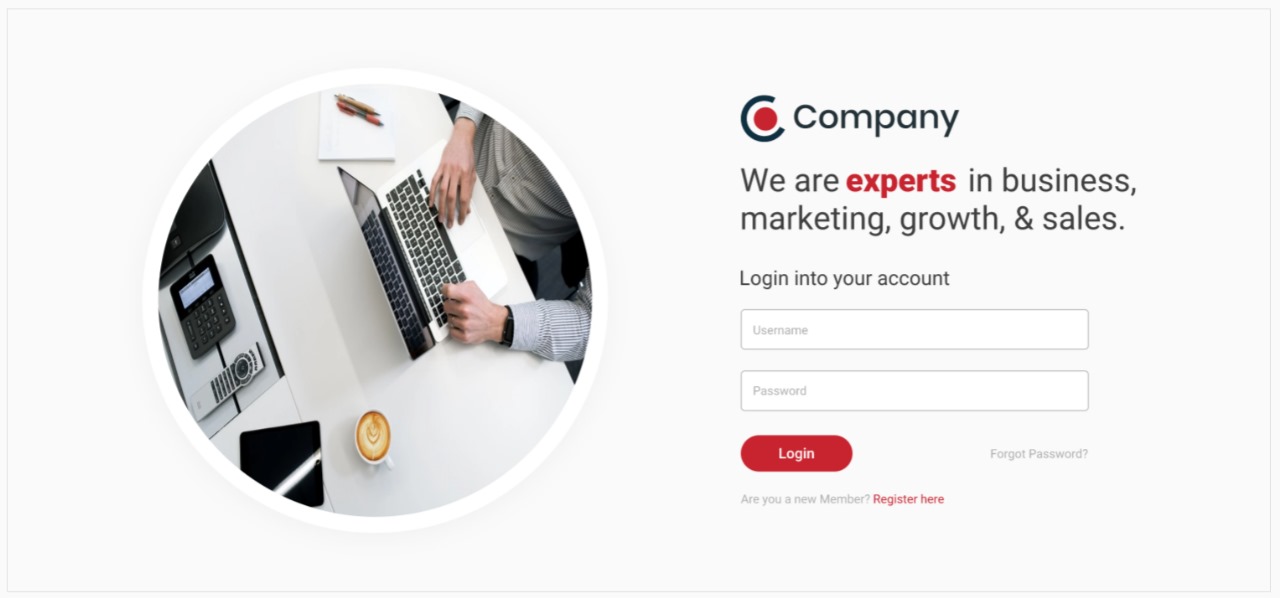 Company
We are experts in business,
marketing, growth, & sales.
Login into your account
Username
Password
Login
Forgot Password?
Are you a new Member? Register here